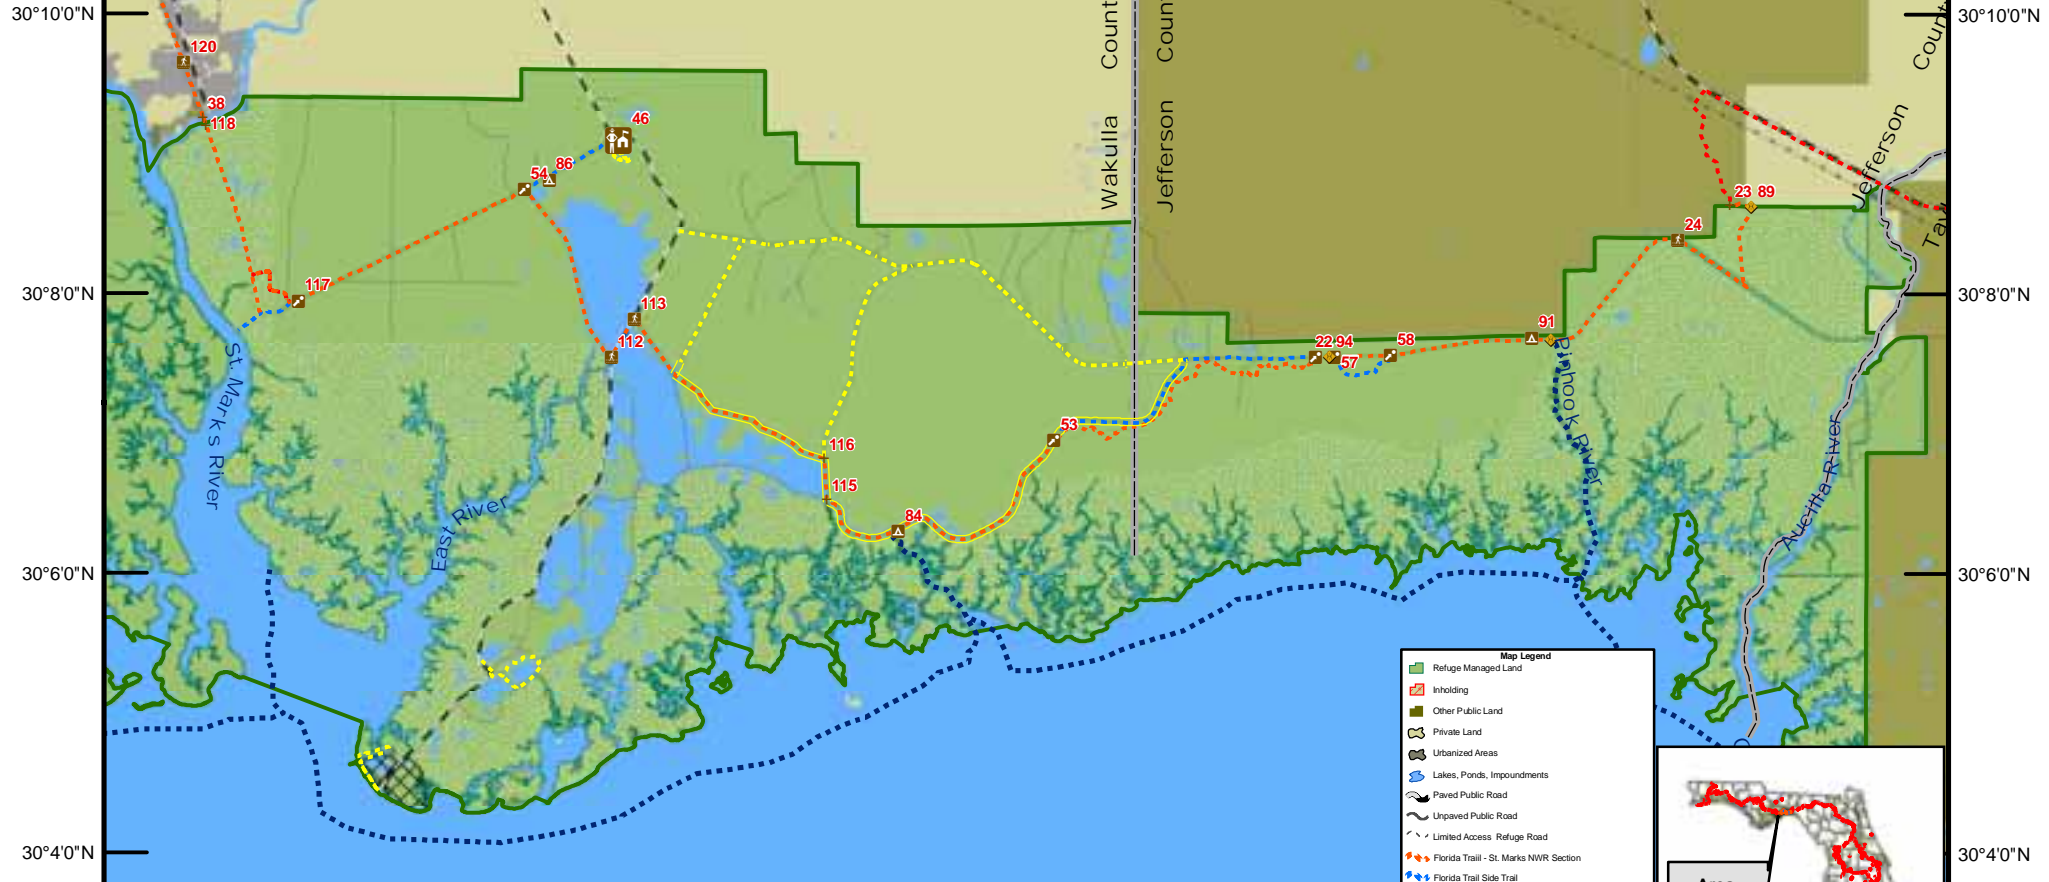 30°10'0"N
30°10'0"N
120
38
118
46
54
86
Wakulla
Count
Jefferson
Coun
Count
Jefferson
23
89
24
30°8'0"N
30°8'0"N
117
113
112
22
94
57
58
91
St. Marks River
116
53
Pinhook River
115
84
East River
Aucilla River
30°6'0"N
30°6'0"N
Map Legend
Refuge Managed Land
Inholding
Other Public Land
Private Land
Urbanized Areas
Lakes, Ponds, Impoundments
Paved Public Road
Unpaved Public Road
Limited Access Refuge Road
Florida Traill - St. Marks NWR Section
Florida Trail Side Trail
30°4'0"N
30°4'0"N